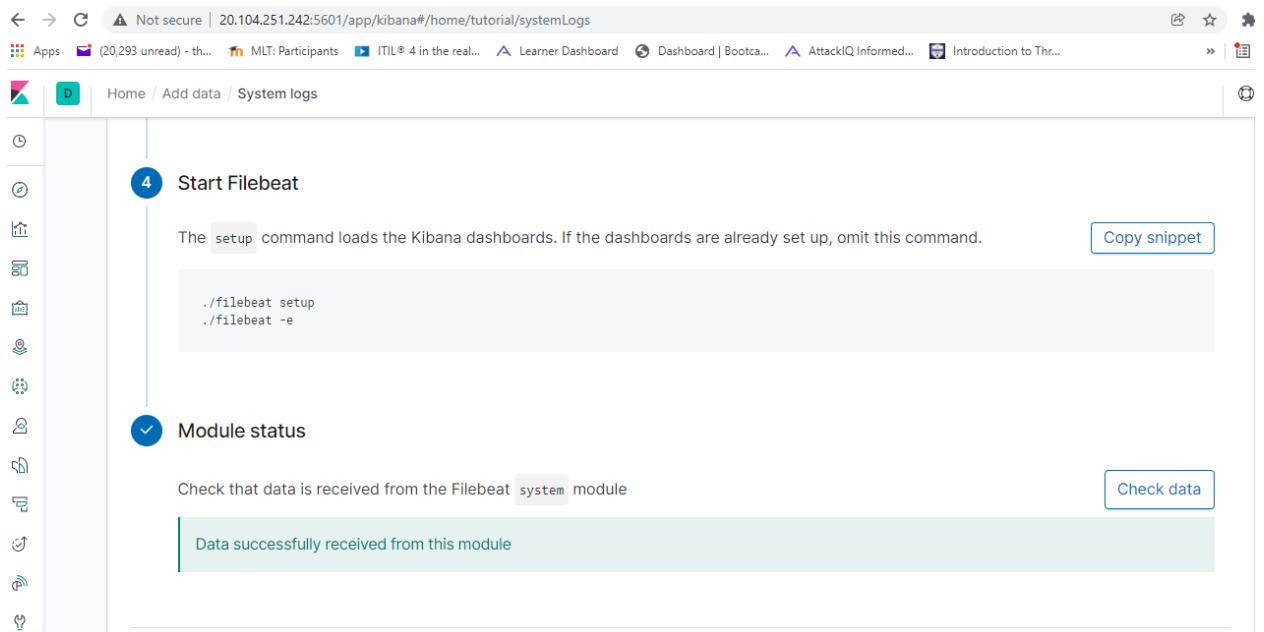 Not secure | 20.104.251.242:5601/app/kibana#/home/tutorial/systemLogs
Apps (20,293 unread) - th... MLT: Participants ITIL® 4 in the real... Learner Dashboard Dashboard | Bootca... AttackIQ Informed... Introduction to Thr... »
D Home / Add data / System logs
4 Start Filebeat
The setup command loads the Kibana dashboards. If the dashboards are already set up, omit this command. Copy snippet
./filebeat setup
./filebeat -e
Module status
Check that data is received from the Filebeat system module Check data
Data successfully received from this module